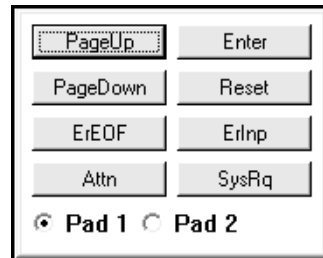 PageUp Enter
PageDown Reset
ErEOF ErInp
Attn SysRq
Pad 1 Pad 2